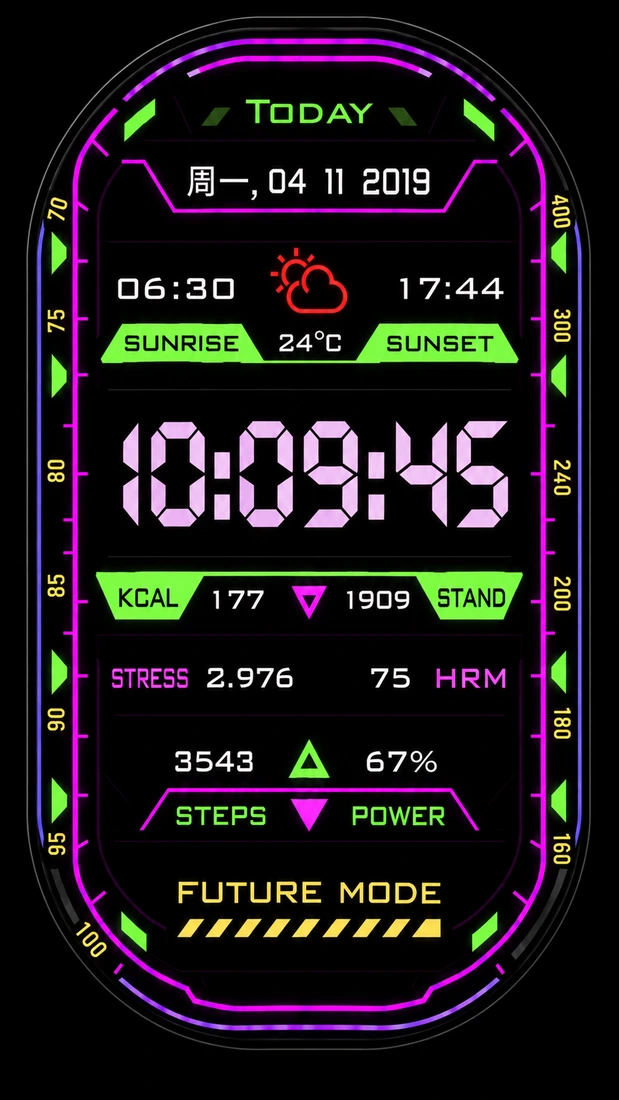 TODAY
周一, 04 11 2019
06:30 17:44
SUNRISE 24°C SUNSET
10:09:45
KCAL 177 1909 STAND
STRESS 2.976 75 HRM
3543 67%
STEPS POWER
FUTURE MODE
70
75
80
85
90
95
100
400
300
240
200
180
160